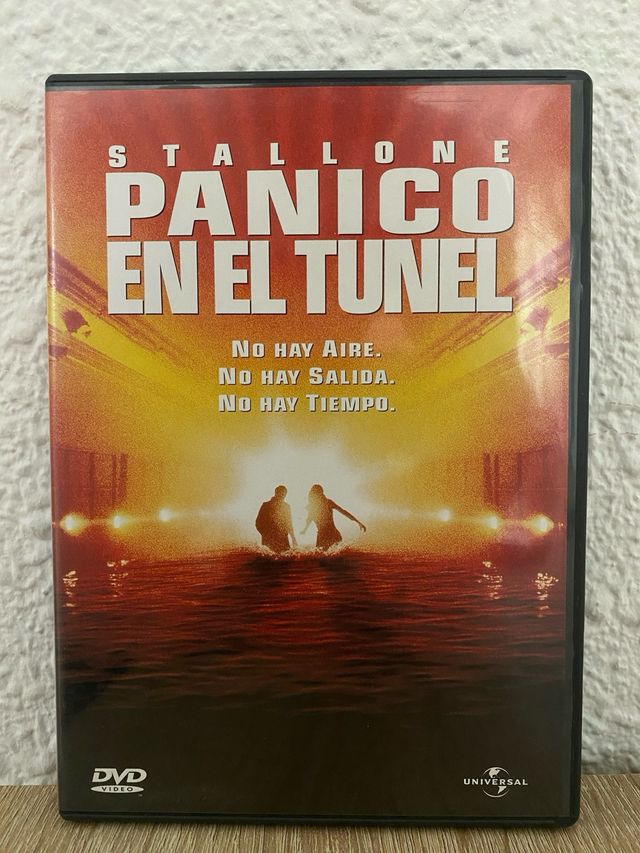 STALLONE
PANICO
EN EL TUNEL
NO HAY AIRE.
NO HAY SALIDA.
NO HAY TIEMPO.
DVD
VIDEO
UNIVERSAL